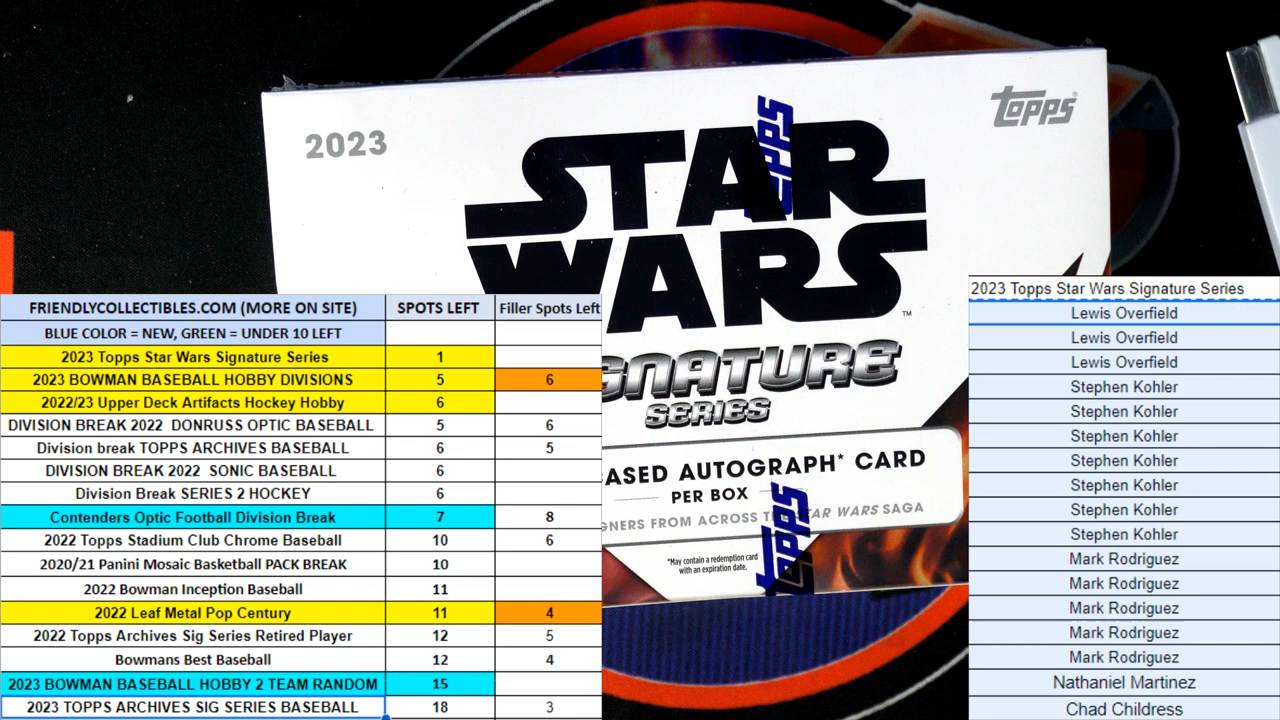 2023
topps
STAR
WARS
™
GNATURE
SERIES
ASED AUTOGRAPH* CARD
PER BOX
GNERS FROM ACROSS THE STAR WARS SAGA
*May contain a redemption card
with an expiration date.
topps
topps
FRIENDLYCOLLECTIBLES.COM (MORE ON SITE) SPOTS LEFT Filler Spots Left
BLUE COLOR = NEW, GREEN = UNDER 10 LEFT
2023 Topps Star Wars Signature Series 1
2023 BOWMAN BASEBALL HOBBY DIVISIONS 5 6
2022/23 Upper Deck Artifacts Hockey Hobby 6
DIVISION BREAK 2022 DONRUSS OPTIC BASEBALL 5 6
Division break TOPPS ARCHIVES BASEBALL 6 5
DIVISION BREAK 2022 SONIC BASEBALL 6
Division Break SERIES 2 HOCKEY 6
Contenders Optic Football Division Break 7 8
2022 Topps Stadium Club Chrome Baseball 10 6
2020/21 Panini Mosaic Basketball PACK BREAK 10
2022 Bowman Inception Baseball 11
2022 Leaf Metal Pop Century 11 4
2022 Topps Archives Sig Series Retired Player 12 5
Bowmans Best Baseball 12 4
2023 BOWMAN BASEBALL HOBBY 2 TEAM RANDOM 15
2023 TOPPS ARCHIVES SIG SERIES BASEBALL 18 3
2023 Topps Star Wars Signature Series
Lewis Overfield
Lewis Overfield
Lewis Overfield
Stephen Kohler
Stephen Kohler
Stephen Kohler
Stephen Kohler
Stephen Kohler
Stephen Kohler
Stephen Kohler
Mark Rodriguez
Mark Rodriguez
Mark Rodriguez
Mark Rodriguez
Mark Rodriguez
Nathaniel Martinez
Chad Childress